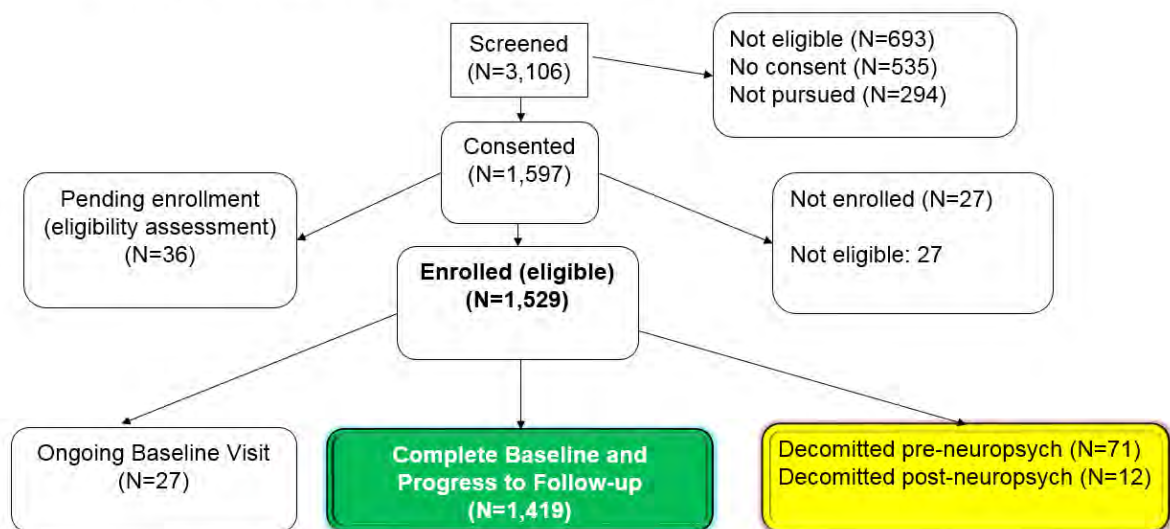 Screened
(N=3,106)
Not eligible (N=693)
No consent (N=535)
Not pursued (N=294)
Consented
(N=1,597)
Pending enrollment
(eligibility assessment)
(N=36)
Not enrolled (N=27)
Not eligible: 27
Enrolled (eligible)
(N=1,529)
Ongoing Baseline Visit
(N=27)
Complete Baseline and
Progress to Follow-up
(N=1,419)
Decomitted pre-neuropsych (N=71)
Decomitted post-neuropsych (N=12)